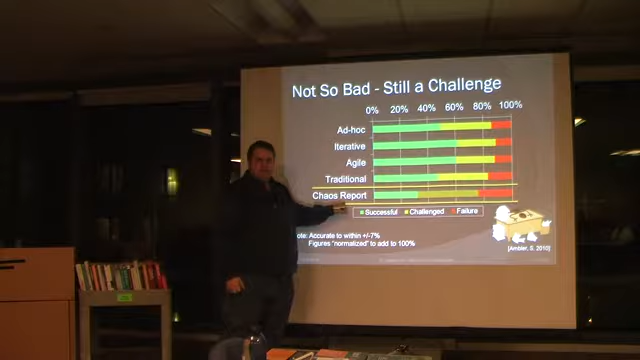 Not So Bad - Still a Challenge
0% 20% 40% 60% 80% 100%
Ad-hoc
Iterative
Agile
Traditional
Chaos Report
Successful Challenged Failure
Note: Accurate to within +/-7%
Figures "normalized" to add to 100%
[Ambler, S. 2010]